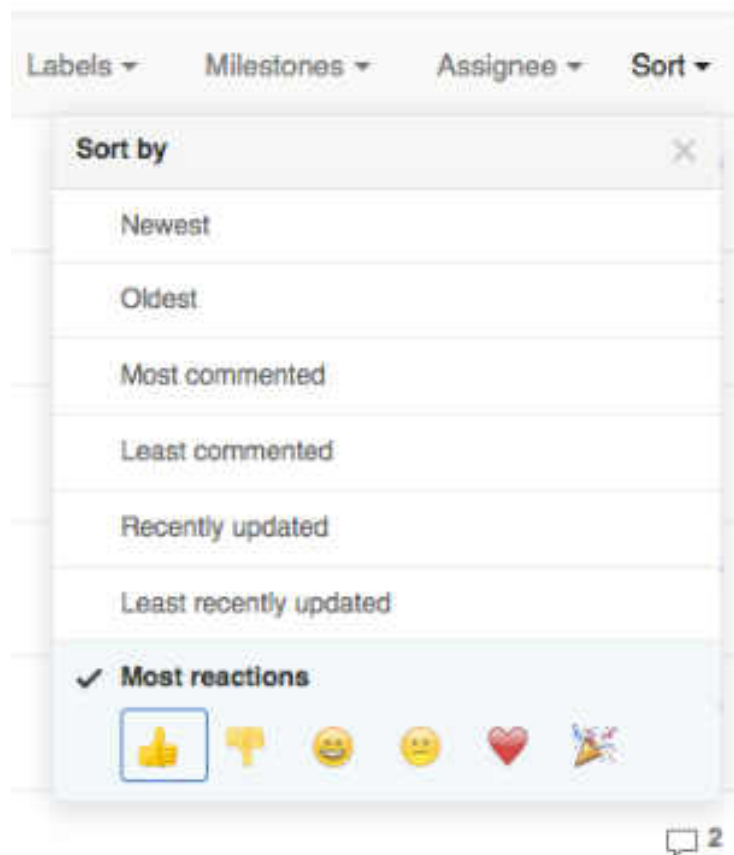 Labels Milestones Assignee Sort
Sort by
Newest
Oldest
Most commented
Least commented
Recently updated
Least recently updated
Most reactions
2